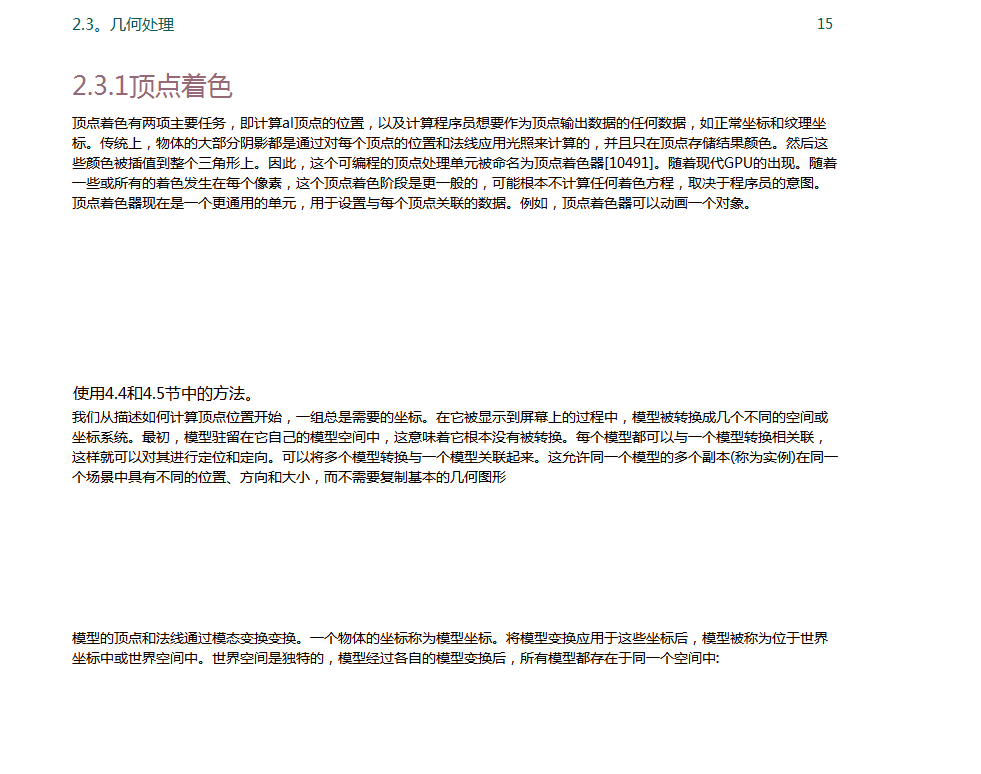 2.3。几何处理
15
2.3.1顶点着色
顶点着色有两项主要任务，即计算al顶点的位置，以及计算程序员想要作为顶点输出数据的任何数据，如正常坐标和纹理坐
标。传统上，物体的大部分阴影都是通过对每个顶点的位置和法线应用光照来计算的，并且只在顶点存储结果颜色。然后这
些颜色被插值到整个三角形上。因此，这个可编程的顶点处理单元被命名为顶点着色器[10491]。随着现代GPU的出现。随着
一些或所有的着色发生在每个像素，这个顶点着色阶段是更一般的，可能根本不计算任何着色方程，取决于程序员的意图。
顶点着色器现在是一个更通用的单元，用于设置与每个顶点关联的数据。例如，顶点着色器可以动画一个对象。
使用4.4和4.5节中的方法。
我们从描述如何计算顶点位置开始，一组总是需要的坐标。在它被显示到屏幕上的过程中，模型被转换成几个不同的空间或
坐标系统。最初，模型驻留在它自己的模型空间中，这意味着它根本没有被转换。每个模型都可以与一个模型转换相关联，
这样就可以对其进行定位和定向。可以将多个模型转换与一个模型关联起来。这允许同一个模型的多个副本(称为实例)在同一
个场景中具有不同的位置、方向和大小，而不需要复制基本的几何图形
模型的顶点和法线通过模态变换变换。一个物体的坐标称为模型坐标。将模型变换应用于这些坐标后，模型被称为位于世界
坐标中或世界空间中。世界空间是独特的，模型经过各自的模型变换后，所有模型都存在于同一个空间中: